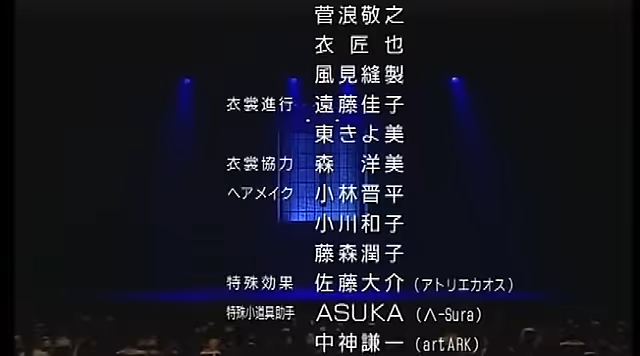 菅浪敬之
衣匠也
風見縫製
衣裳進行 遠藤佳子
東きよ美
衣裳協力 森 洋美
ヘアメイク 小林晋平
小川和子
藤森潤子
特殊効果 佐藤大介(アトリエカオス)
特殊小道具助手 ASUKA(Λ-Sura)
中神謙一(artARK)